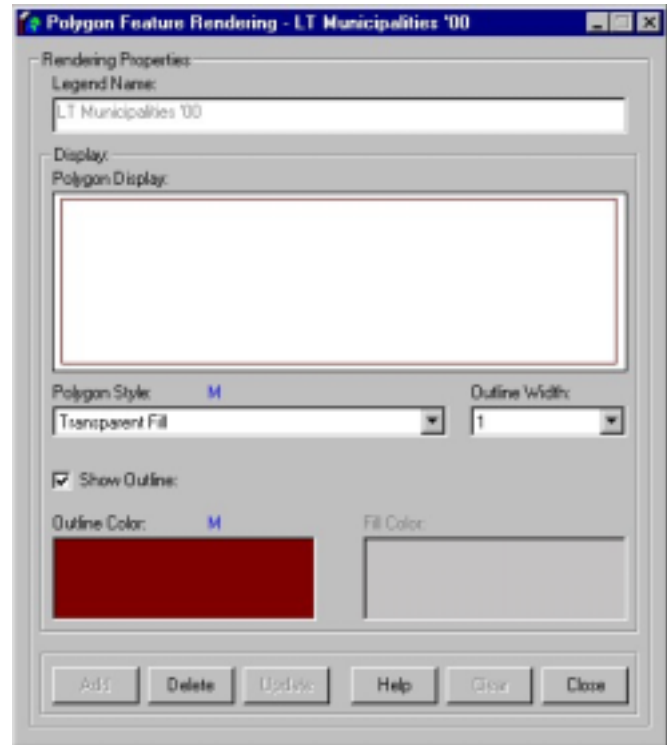 Polygon Feature Rendering - LT Municipalities '00
Rendering Properties
Legend Name:
LT Municipalities '00
Display:
Polygon Display:
Polygon Style: M Outline Width:
Transparent Fill 1
Show Outline:
Outline Color: M Fill Color:
Add Delete Update Help Clear Close